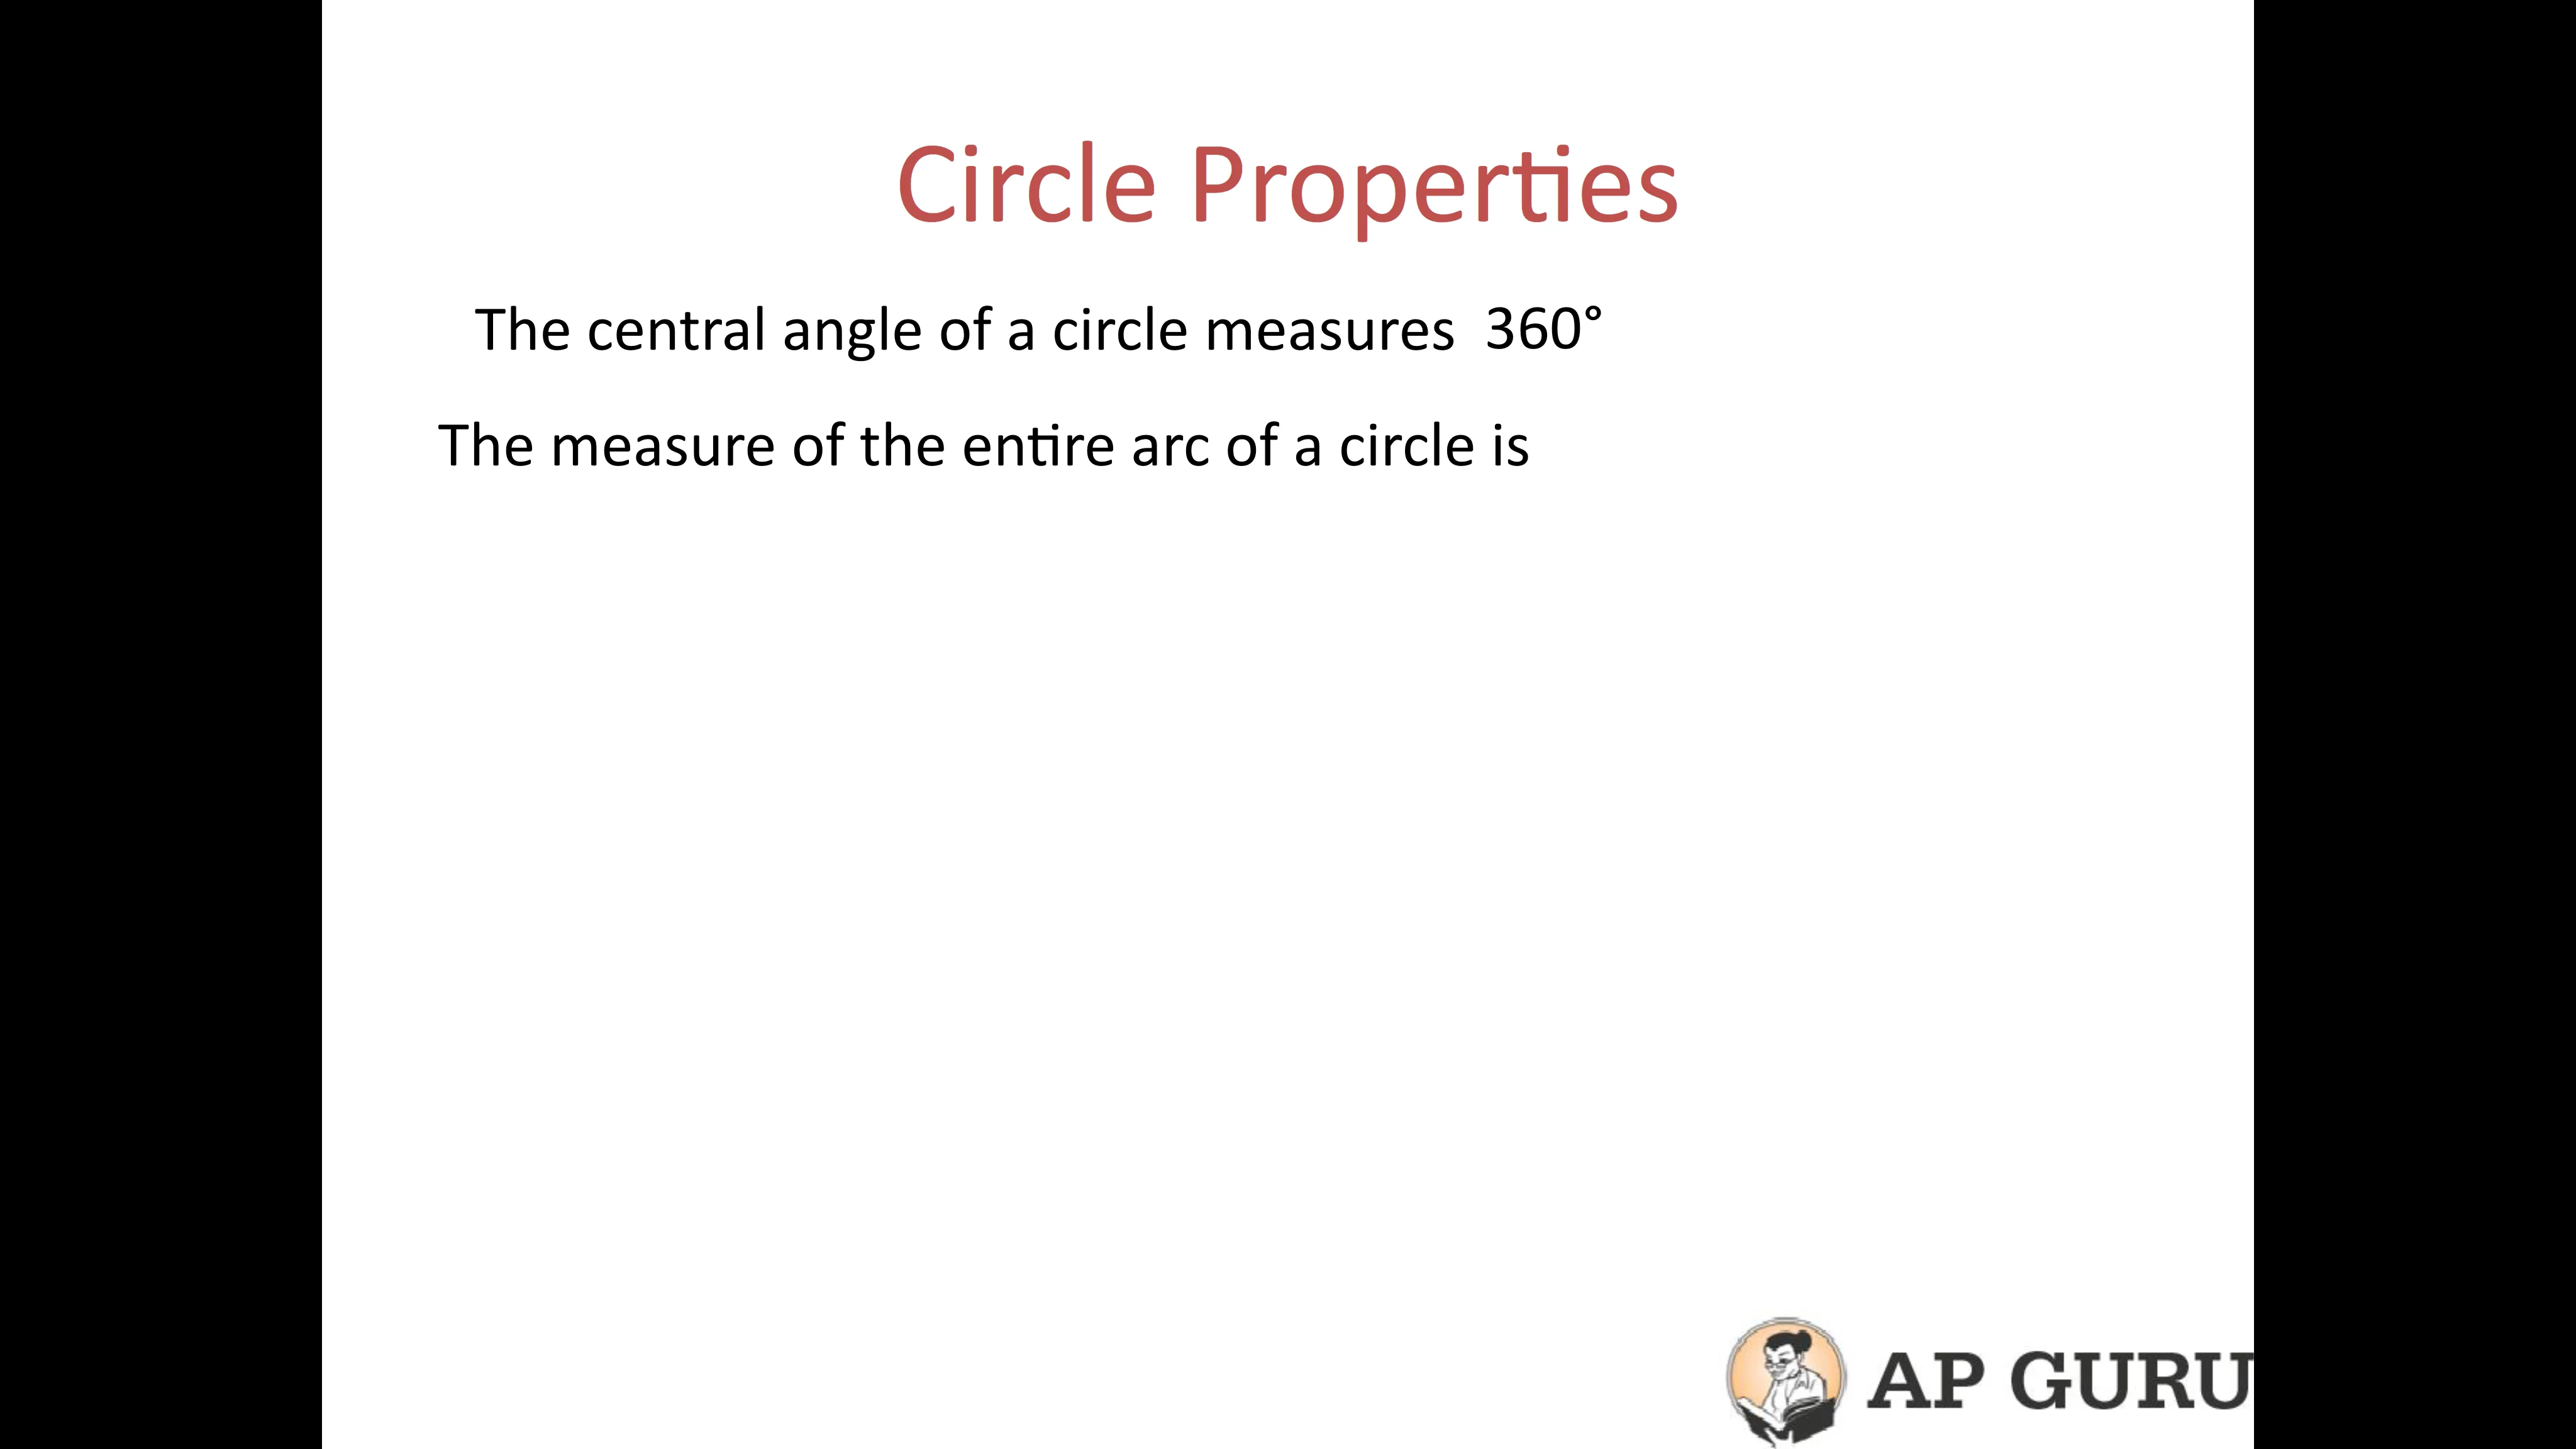 Circle Properties
The central angle of a circle measures 360°
The measure of the entire arc of a circle is
AP GURU